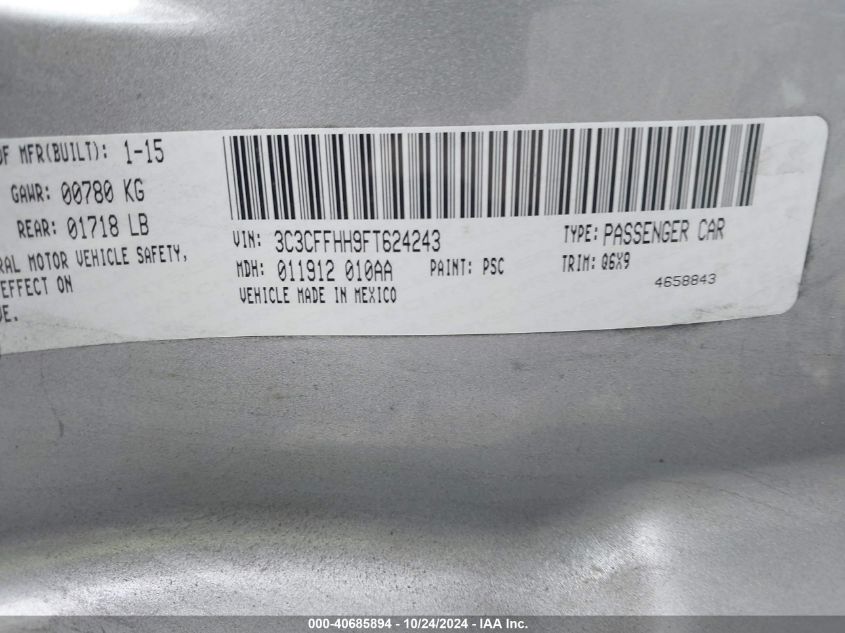 OF MFR(BUILT): 1-15
GAWR: 00780 KG
REAR: 01718 LB
RAL MOTOR VEHICLE SAFETY,
EFFECT ON
VE.
VIN: 3C3CFFHH9FT624243
TYPE: PASSENGER CAR
MDH: 011912 010AA
PAINT: PSC
TRIM: Q6X9
VEHICLE MADE IN MEXICO
4658843
000-40685894 - 10/24/2024 - IAA Inc.